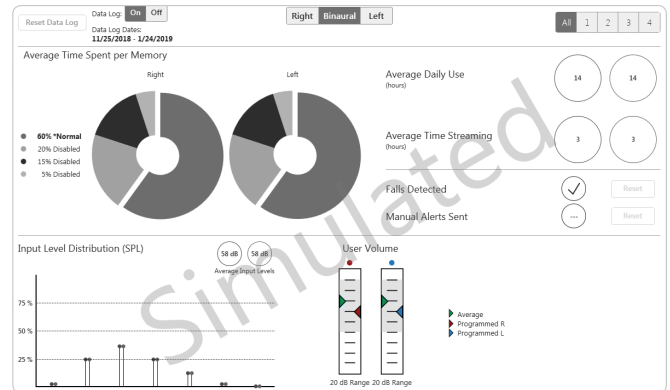 Reset Data Log
Data Log: On Off
Data Log Dates:
11/25/2018 - 1/24/2019
Right Binaural Left
All 1 2 3 4
Average Time Spent per Memory
Right
Left
60% *Normal
20% Disabled
15% Disabled
5% Disabled
Average Daily Use
(hours)
14 14
Average Time Streaming
(hours)
3 3
Falls Detected
Reset
Manual Alerts Sent
---
Reset
Input Level Distribution (SPL)
58 dB 58 dB
Average Input Levels
75 %
50 %
25 %
User Volume
Average
Programmed R
Programmed L
20 dB Range 20 dB Range
Simulated